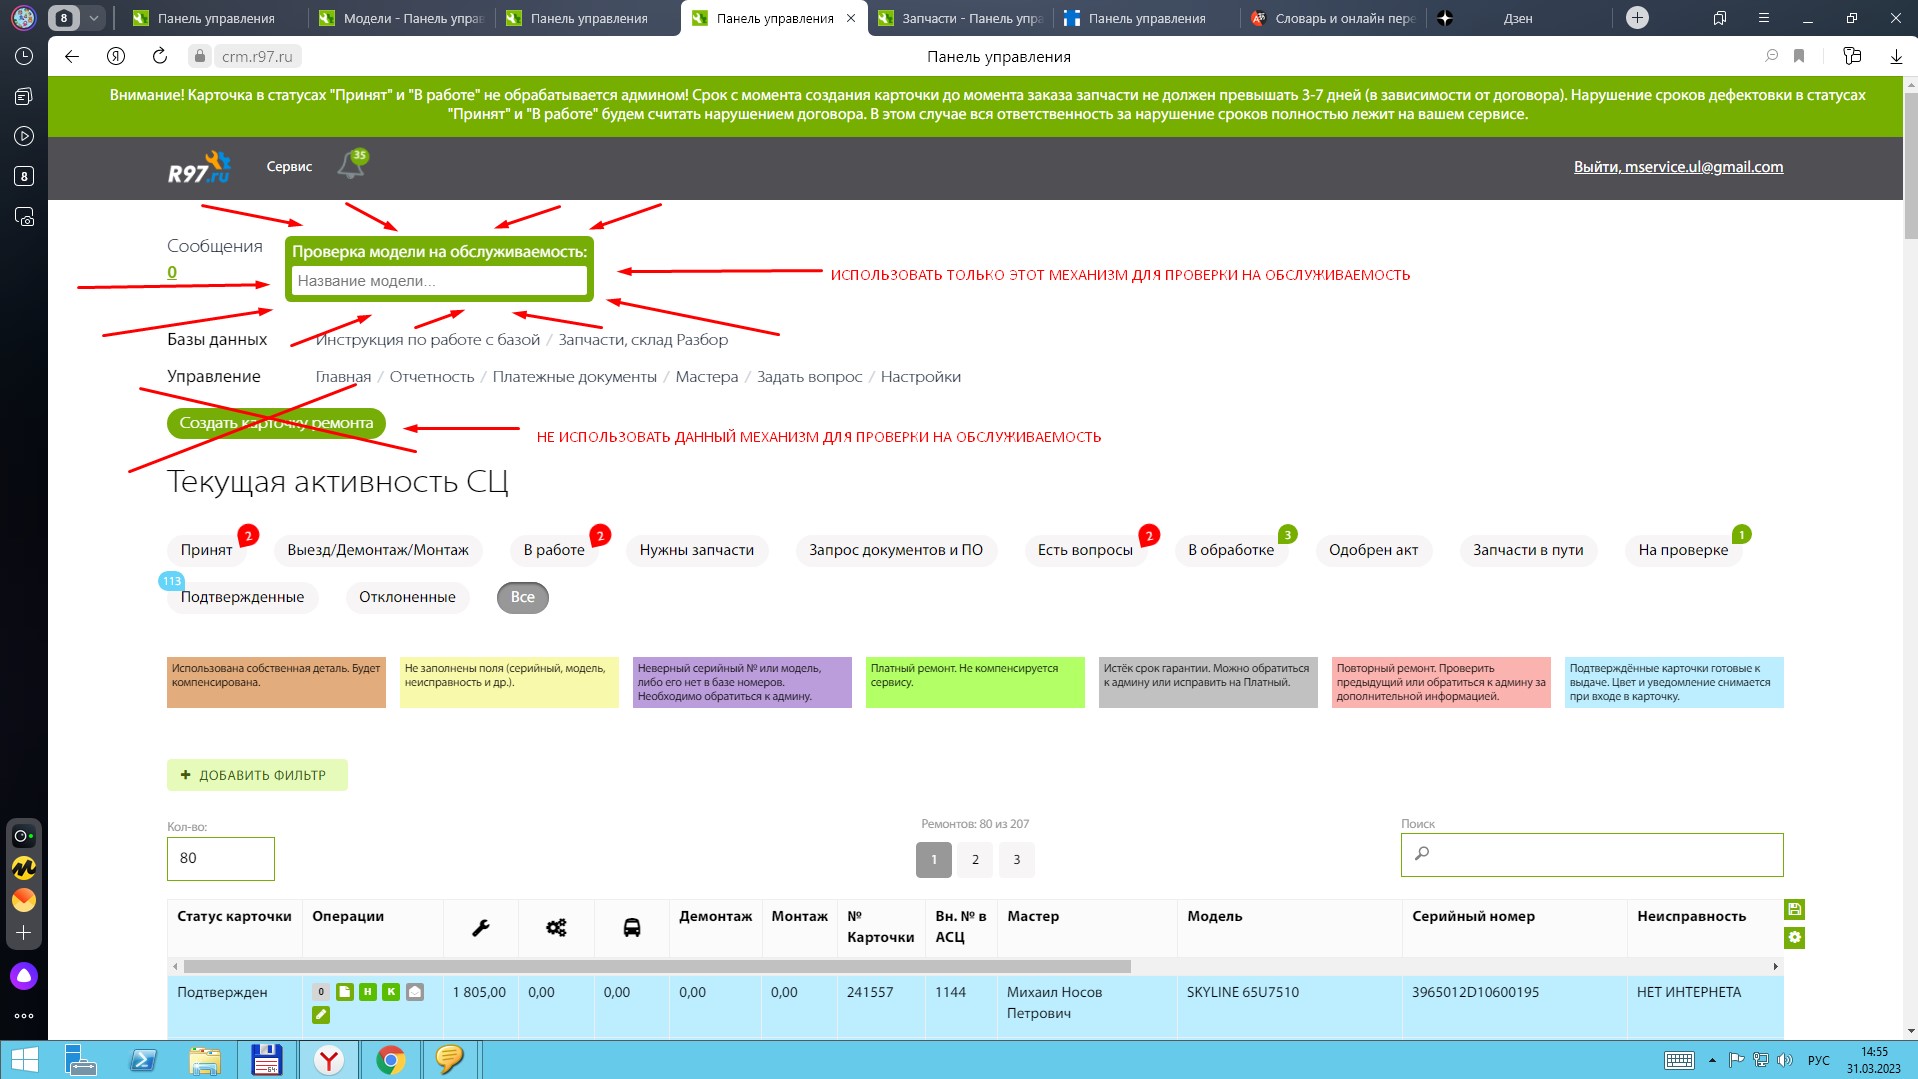 8
Панель управления
Модели - Панель управ
Панель управления
Панель управления
Запчасти - Панель упра
Панель управления
Словарь и онлайн пере
Дзен
crm.r97.ru
Панель управления
Внимание! Карточка в статусах "Принят" и "В работе" не обрабатывается админом! Срок с момента создания карточки до момента заказа запчасти не должен превышать 3-7 дней (в зависимости от договора). Нарушение сроков дефектовки в статусах
"Принят" и "В работе" будем считать нарушением договора. В этом случае вся ответственность за нарушение сроков полностью лежит на вашем сервисе.
8
R97.ru
Сервис
35
Выйти, mservice.ul@gmail.com
Сообщения
0
Проверка модели на обслуживаемость:
Название модели...
ИСПОЛЬЗОВАТЬ ТОЛЬКО ЭТОТ МЕХАНИЗМ ДЛЯ ПРОВЕРКИ НА ОБСЛУЖИВАЕМОСТЬ
Базы данных
Инструкция по работе с базой / Запчасти, склад Разбор
Управление
Главная / Отчетность / Платежные документы / Мастера / Задать вопрос / Настройки
Создать карточку ремонта
НЕ ИСПОЛЬЗОВАТЬ ДАННЫЙ МЕХАНИЗМ ДЛЯ ПРОВЕРКИ НА ОБСЛУЖИВАЕМОСТЬ
Текущая активность СЦ
Принят 2
Выезд/Демонтаж/Монтаж
В работе 2
Нужны запчасти
Запрос документов и ПО
Есть вопросы 2
В обработке 3
Одобрен акт
Запчасти в пути
На проверке 1
113
Подтвержденные
Отклоненные
Все
Использована собственная деталь. Будет
компенсирована.
Не заполнены поля (серийный, модель,
неисправность и др.).
Неверный серийный № или модель,
либо его нет в базе номеров.
Необходимо обратиться к админу.
Платный ремонт. Не компенсируется
сервису.
Истёк срок гарантии. Можно обратиться
к админу или исправить на Платный.
Повторный ремонт. Проверить
предыдущий или обратиться к админу за
дополнительной информацией.
Подтверждённые карточки готовые к
выдаче. Цвет и уведомление снимается
при входе в карточку.
+ ДОБАВИТЬ ФИЛЬТР
Кол-во:
80
Ремонтов: 80 из 207
1 2 3
Поиск
Статус карточки
Операции
Демонтаж
Монтаж
№
Карточки
Вн. № в
АСЦ
Мастер
Модель
Серийный номер
Неисправность
Подтвержден
0
Н
К
1 805,00
0,00
0,00
0,00
0,00
241557
1144
Михаил Носов
Петрович
SKYLINE 65U7510
3965012D10600195
НЕТ ИНТЕРНЕТА
64
РУС
14:55
31.03.2023